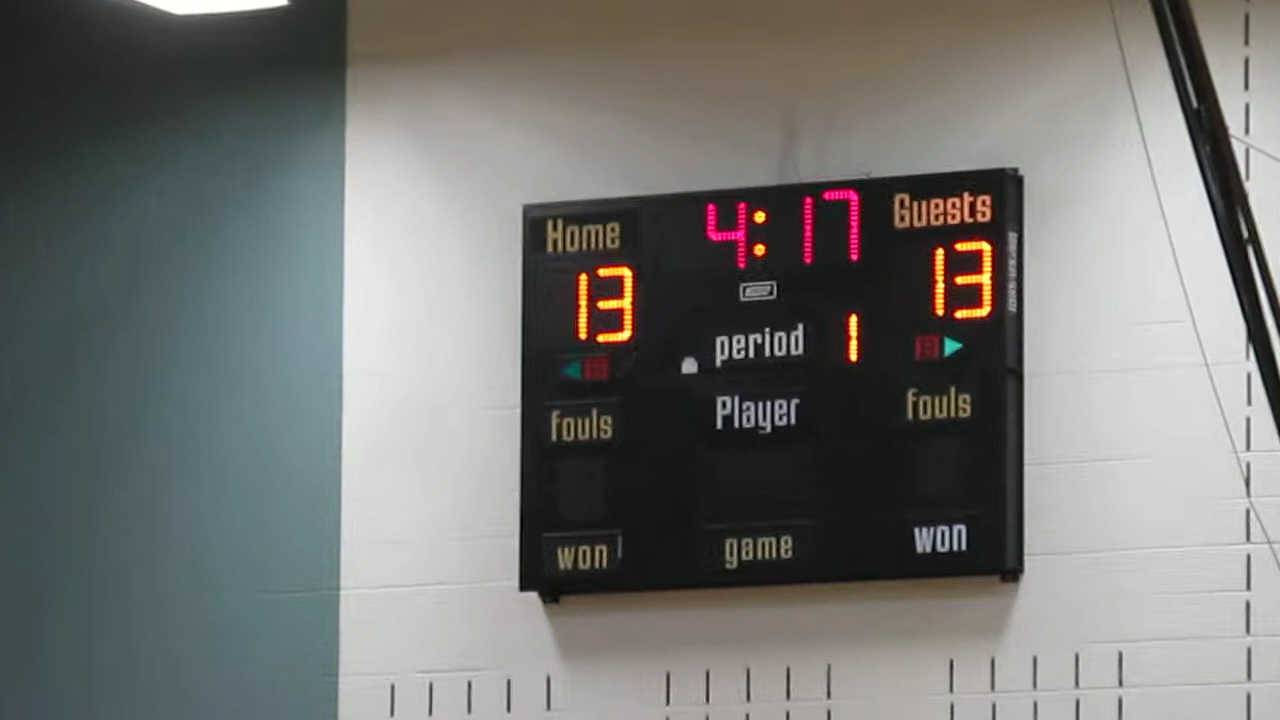 Home 4:17 Guests
13 13
period 1
Player
fouls fouls
won game won